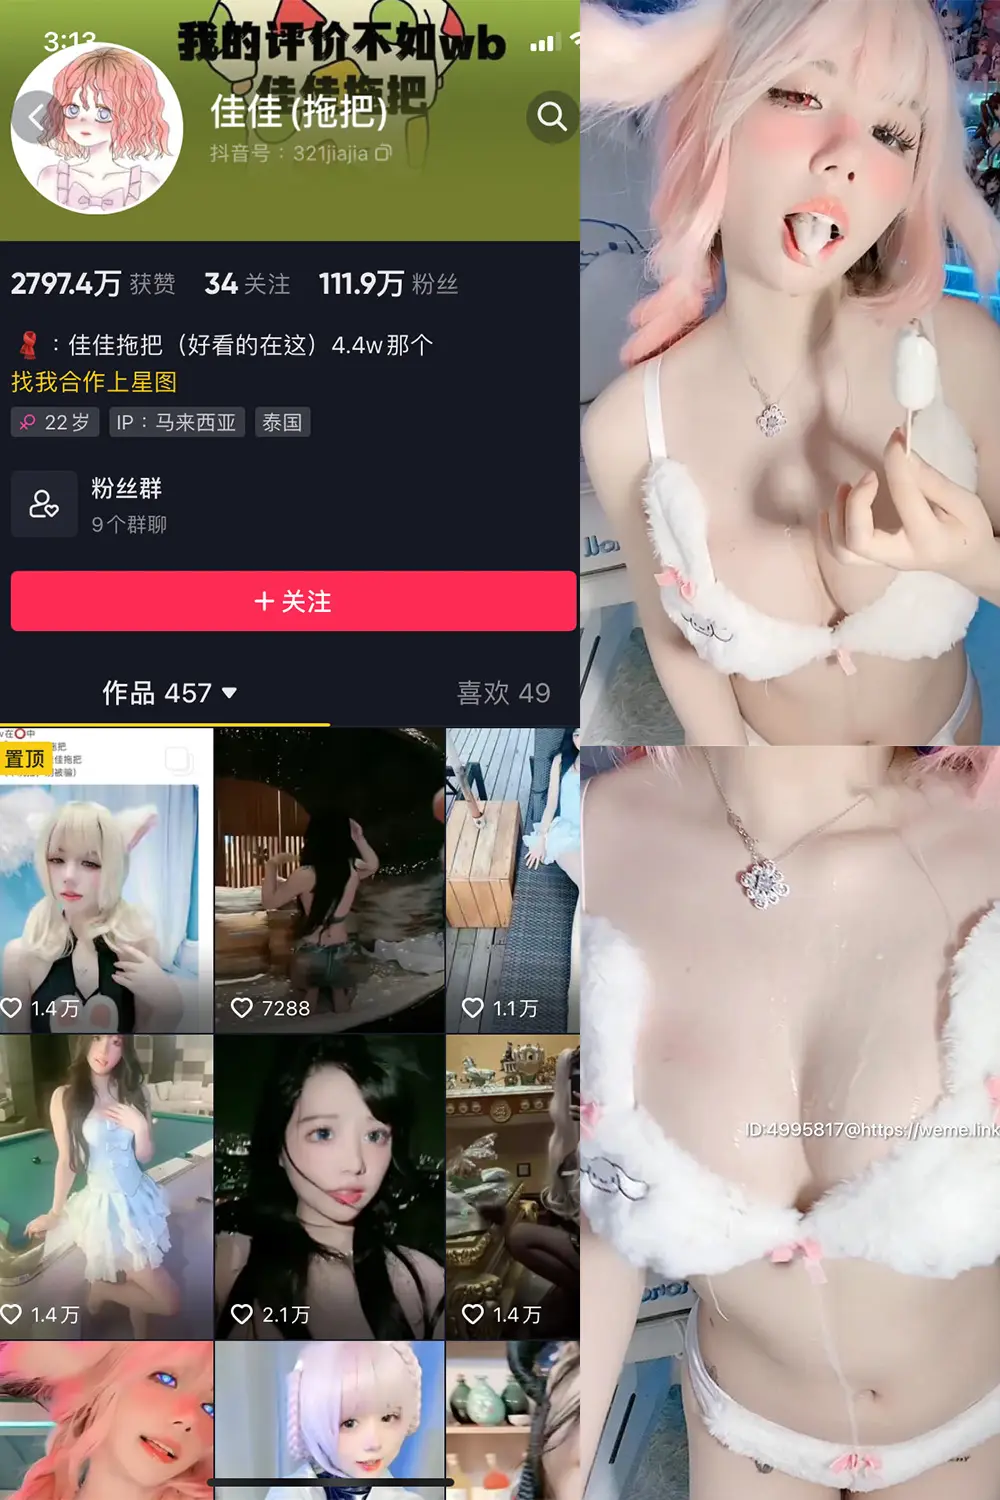 3:13
我的评价不如wb
佳佳拖把
佳佳(拖把)
抖音号：321jiajia
2797.4万 获赞 34 关注 111.9万 粉丝
：佳佳拖把（好看的在这）4.4w那个
找我合作上星图
22岁 IP：马来西亚 泰国
粉丝群
9个群聊
+ 关注
作品 457 喜欢 49
置顶
1.4万 7288 1.1万
1.4万 2.1万 1.4万
ID:4995817@https://weme.link